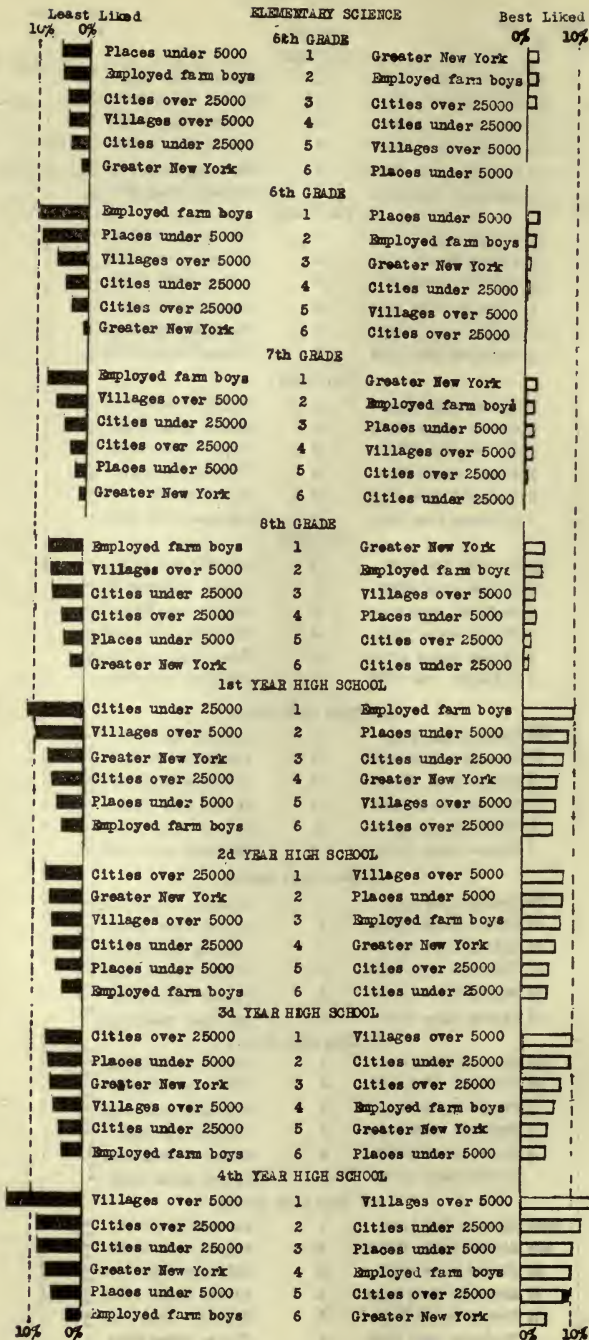 Least Liked ELEMENTARY SCIENCE Best Liked
10% 0% 6th GRADE 0% 10%
Places under 5000 1 Greater New York
Employed farm boys 2 Employed farm boys
Cities over 25000 3 Cities over 25000
Villages over 5000 4 Cities under 25000
Cities under 25000 5 Villages over 5000
Greater New York 6 Places under 5000
6th GRADE
Employed farm boys 1 Places under 5000
Places under 5000 2 Employed farm boys
Villages over 5000 3 Greater New York
Cities under 25000 4 Cities under 25000
Cities over 25000 5 Villages over 5000
Greater New York 6 Cities over 25000
7th GRADE
Employed farm boys 1 Greater New York
Villages over 5000 2 Employed farm boys
Cities under 25000 3 Places under 5000
Cities over 25000 4 Villages over 5000
Places under 5000 5 Cities over 25000
Greater New York 6 Cities under 25000
8th GRADE
Employed farm boys 1 Greater New York
Villages over 5000 2 Employed farm boys
Cities under 25000 3 Villages over 5000
Cities over 25000 4 Places under 5000
Places under 5000 5 Cities over 25000
Greater New York 6 Cities under 25000
1st YEAR HIGH SCHOOL
Cities under 25000 1 Employed farm boys
Villages over 5000 2 Places under 5000
Greater New York 3 Cities under 25000
Cities over 25000 4 Greater New York
Places under 5000 5 Villages over 5000
Employed farm boys 6 Cities over 25000
2d YEAR HIGH SCHOOL
Cities over 25000 1 Villages over 5000
Greater New York 2 Places under 5000
Villages over 5000 3 Employed farm boys
Cities under 25000 4 Greater New York
Places under 5000 5 Cities over 25000
Employed farm boys 6 Cities under 25000
3d YEAR HIGH SCHOOL
Cities over 25000 1 Villages over 5000
Places under 5000 2 Cities under 25000
Greater New York 3 Cities over 25000
Villages over 5000 4 Employed farm boys
Cities under 25000 5 Greater New York
Employed farm boys 6 Places under 5000
4th YEAR HIGH SCHOOL
Villages over 5000 1 Villages over 5000
Cities over 25000 2 Cities under 25000
Cities under 25000 3 Places under 5000
Greater New York 4 Employed farm boys
Places under 5000 5 Cities over 25000
Employed farm boys 6 Greater New York
10% 0% 0% 10%